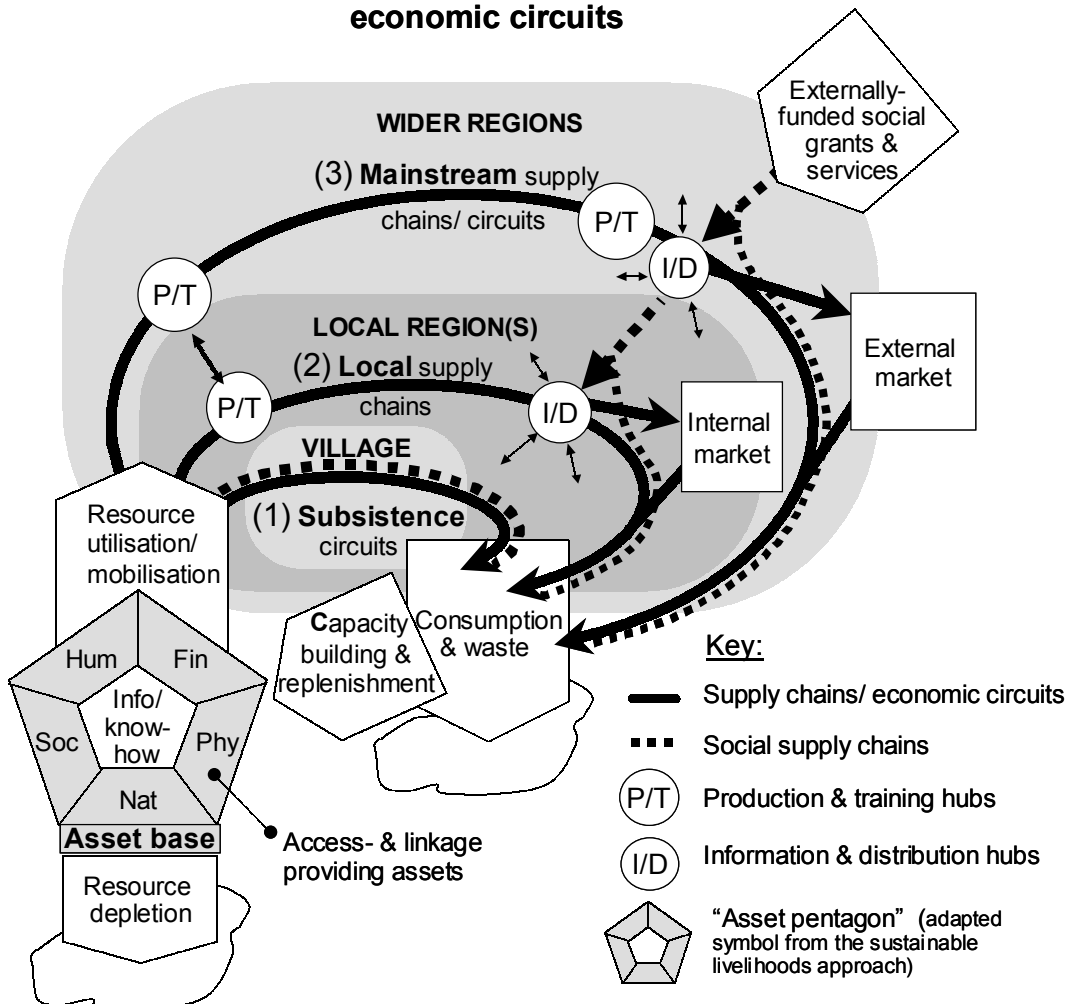 economic circuits
Externally-
funded social
grants &
services
WIDER REGIONS
(3) Mainstream supply
chains/ circuits
P/T
I/D
P/T
External
market
LOCAL REGION(S)
(2) Local supply
chains
P/T
I/D
Internal
market
VILLAGE
(1) Subsistence
circuits
Resource
utilisation/
mobilisation
Capacity
building &
replenishment
Consumption
& waste
Hum
Fin
Info/
know-
how
Soc
Phy
Nat
Asset base
Access- & linkage
providing assets
Resource
depletion
Key:
Supply chains/ economic circuits
Social supply chains
P/T
Production & training hubs
I/D
Information & distribution hubs
“Asset pentagon” (adapted
symbol from the sustainable
livelihoods approach)